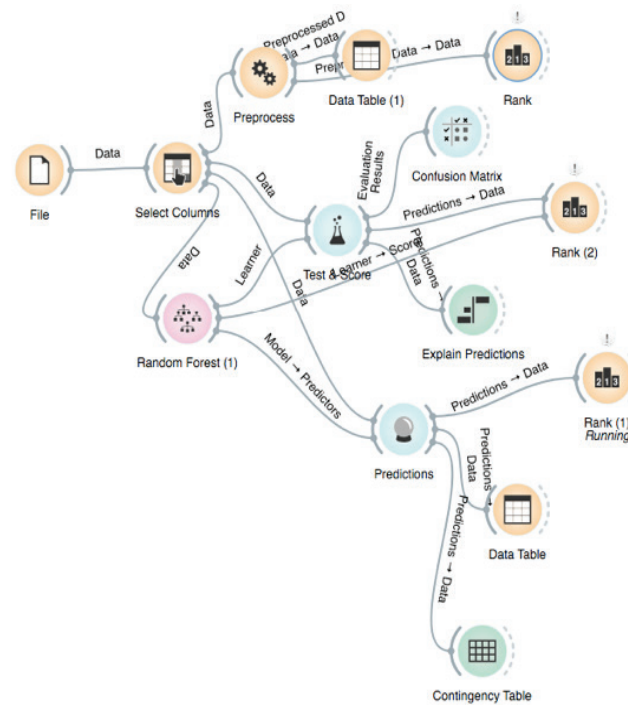 Preprocessed D
Data → Data
Data → Data
Preprocess
Data Table (1)
Rank
Data
Data
File
Select Columns
Evaluation
Results
Confusion Matrix
Data
Predictions → Data
Rank (2)
Learner
Test & Score
Learner → Score
Predictions →
Data
Data
Data
Random Forest (1)
Explain Predictions
Model → Predictors
Predictions → Data
Rank (1)
Running
Predictions
Predictions →
Data
Data Table
Predictions → Data
Contingency Table